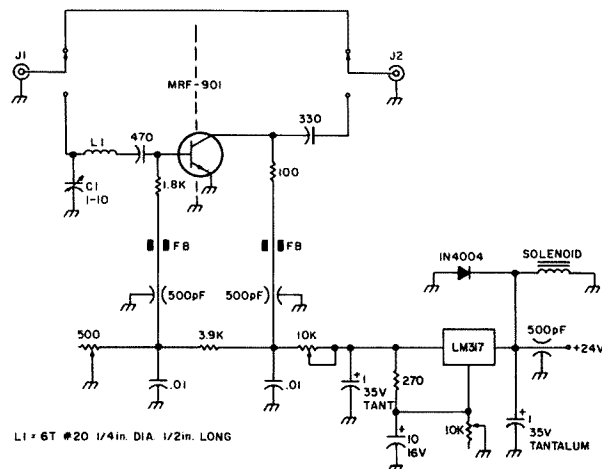 J1
J2
MRF-901
330
470
L1
1.8K
100
C1
1-10
FB
FB
1N4004
SOLENOID
500pF
500pF
500pF
+24V
500
3.9K
10K
LM317
.01
.01
+1
35V
TANT
270
10K
+
10
16V
+
1
35V
TANTALUM
L1 = 6T #20 1/4in. DIA. 1/2in. LONG